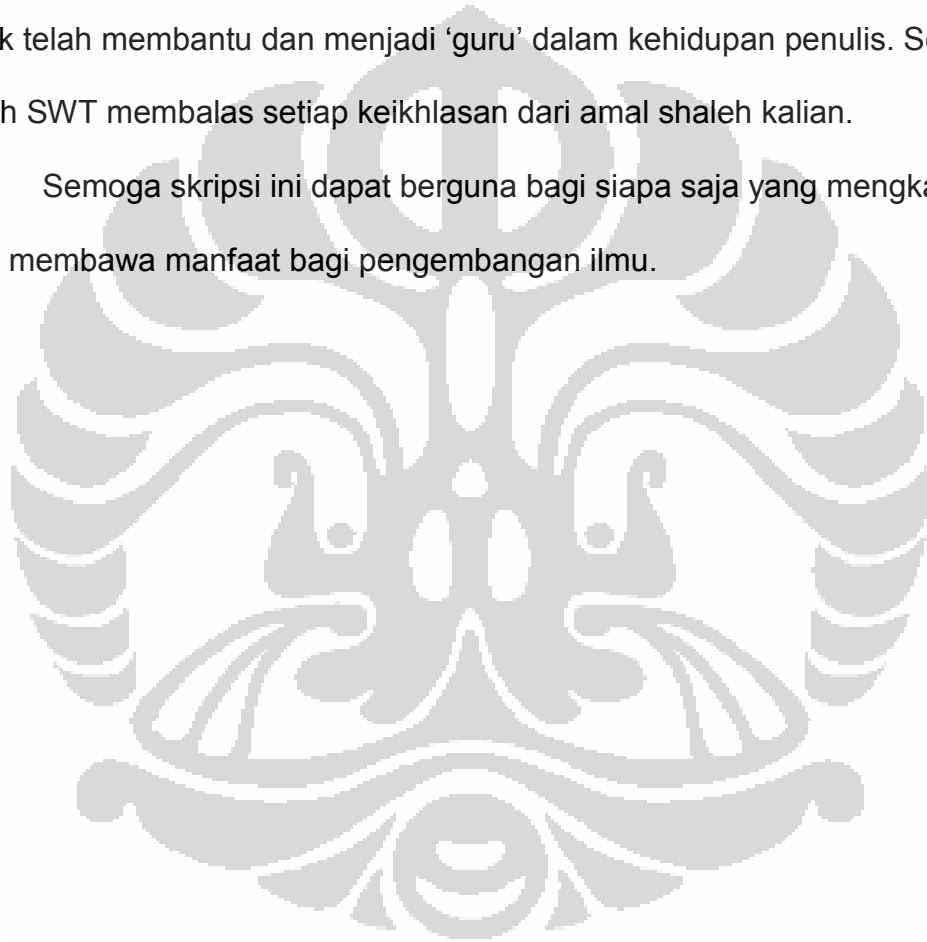 k telah membantu dan menjadi ‘guru’ dalam kehidupan penulis. S
h SWT membalas setiap keikhlasan dari amal shaleh kalian.
Semoga skripsi ini dapat berguna bagi siapa saja yang mengka
membawa manfaat bagi pengembangan ilmu.